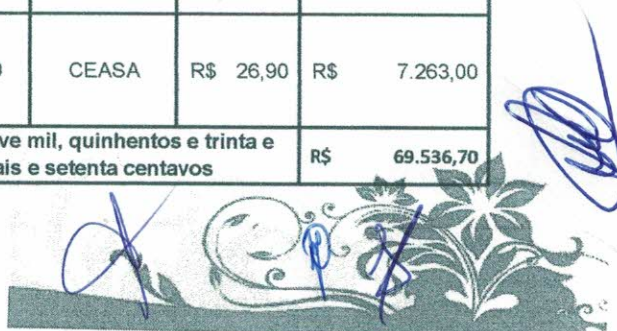 CEASA R$ 26,90 R$ 7.263,00
ve mil, quinhentos e trinta e
ais e setenta centavos R$ 69.536,70